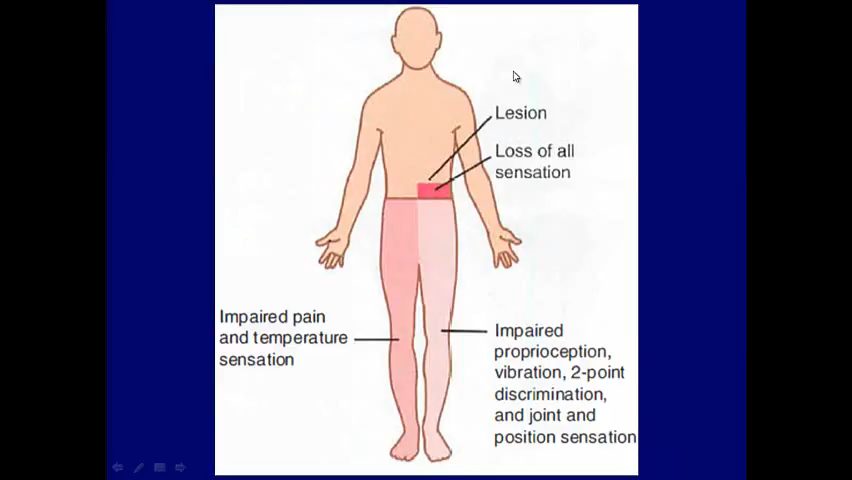 Lesion
Loss of all
sensation
Impaired pain
and temperature
sensation
Impaired
proprioception,
vibration, 2-point
discrimination,
and joint and
position sensation